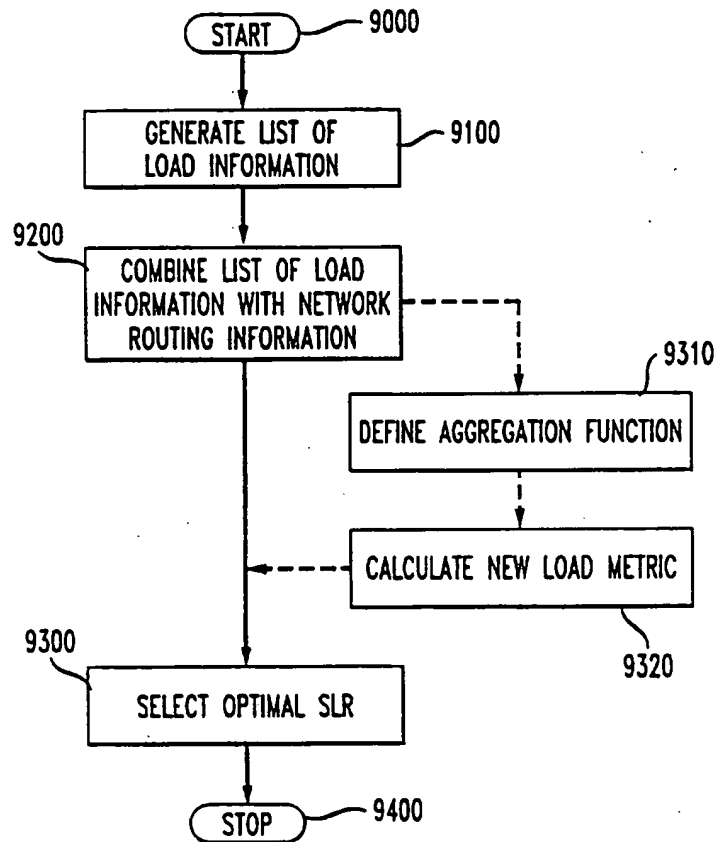 START
9000
GENERATE LIST OF
LOAD INFORMATION
9100
9200
COMBINE LIST OF LOAD
INFORMATION WITH NETWORK
ROUTING INFORMATION
9310
DEFINE AGGREGATION FUNCTION
CALCULATE NEW LOAD METRIC
9320
9300
SELECT OPTIMAL SLR
STOP
9400